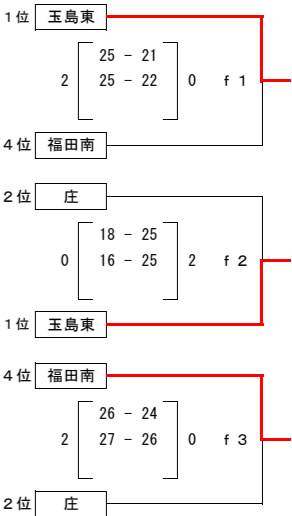 1位 玉島東
25 - 21
2 25 - 22 0 f 1
4位 福田南
2位 庄
18 - 25
0 16 - 25 2 f 2
1位 玉島東
4位 福田南
26 - 24
2 27 - 26 0 f 3
2位 庄